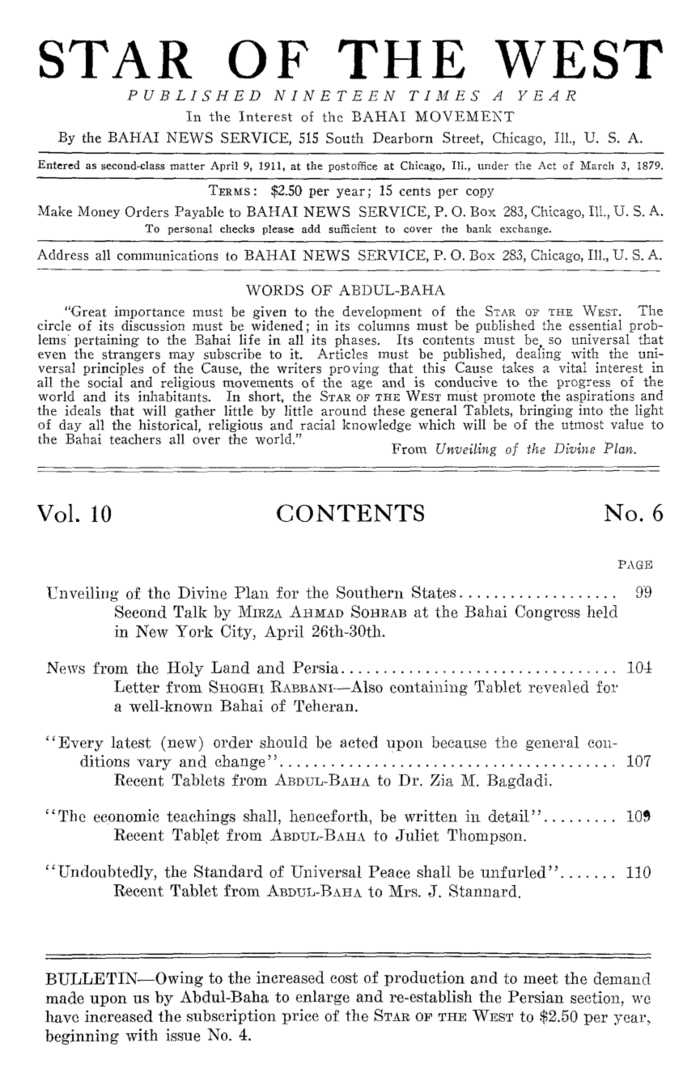 STAR OF THE WEST
PUBLISHED NINETEEN TIMES A YEAR
In the Interest of the BAHAI MOVEMENT
By the BAHAI NEWS SERVICE, 515 South Dearborn Street, Chicago, Ill., U. S. A.
Entered as second-class matter April 9, 1911, at the postoffice at Chicago, Ill., under the Act of March 3, 1879.
TERMS: $2.50 per year; 15 cents per copy
Make Money Orders Payable to BAHAI NEWS SERVICE, P. O. Box 283, Chicago, Ill., U. S. A.
To personal checks please add sufficient to cover the bank exchange.
Address all communications to BAHAI NEWS SERVICE, P. O. Box 283, Chicago, Ill., U. S. A.
WORDS OF ABDUL-BAHA
"Great importance must be given to the development of the STAR OF THE WEST. The
circle of its discussion must be widened; in its columns must be published the essential prob-
lems pertaining to the Bahai life in all its phases. Its contents must be so universal that
even the strangers may subscribe to it. Articles must be published, dealing with the uni-
versal principles of the Cause, the writers proving that this Cause takes a vital interest in
all the social and religious movements of the age and is conducive to the progress of the
world and its inhabitants. In short, the STAR OF THE WEST must promote the aspirations and
the ideals that will gather little by little around these general Tablets, bringing into the light
of day all the historical, religious and racial knowledge which will be of the utmost value to
the Bahai teachers all over the world."
From Unveiling of the Divine Plan.
Vol. 10 CONTENTS No. 6
PAGE
Unveiling of the Divine Plan for the Southern States................... 99
Second Talk by MIRZA AHMAD SOHRAB at the Bahai Congress held
in New York City, April 26th-30th.
News from the Holy Land and Persia................................ 104
Letter from SHOGHI RABBANI—Also containing Tablet revealed for
a well-known Bahai of Teheran.
"Every latest (new) order should be acted upon because the general con-
ditions vary and change"....................................... 107
Recent Tablets from ABDUL-BAHA to Dr. Zia M. Bagdadi.
"The economic teachings shall, henceforth, be written in detail"......... 109
Recent Tablet from ABDUL-BAHA to Juliet Thompson.
"Undoubtedly, the Standard of Universal Peace shall be unfurled"....... 110
Recent Tablet from ABDUL-BAHA to Mrs. J. Stannard.
BULLETIN—Owing to the increased cost of production and to meet the demand
made upon us by Abdul-Baha to enlarge and re-establish the Persian section, we
have increased the subscription price of the STAR OF THE WEST to $2.50 per year,
beginning with issue No. 4.